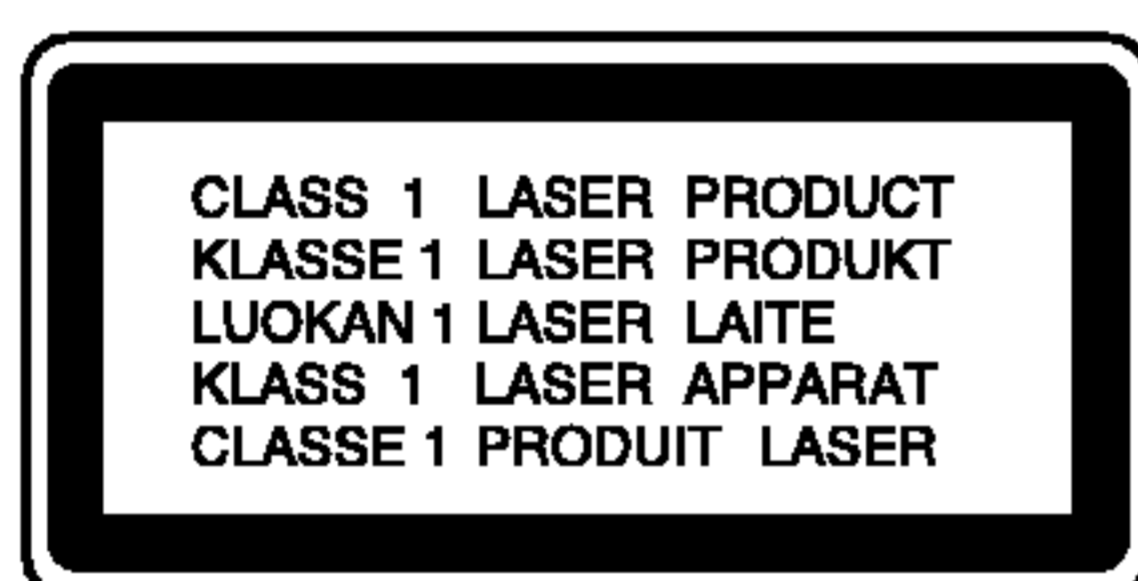 CLASS 1 LASER PRODUCT
KLASSE 1 LASER PRODUKT
LUOKAN 1 LASER LAITE
KLASS 1 LASER APPARAT
CLASSE 1 PRODUIT LASER